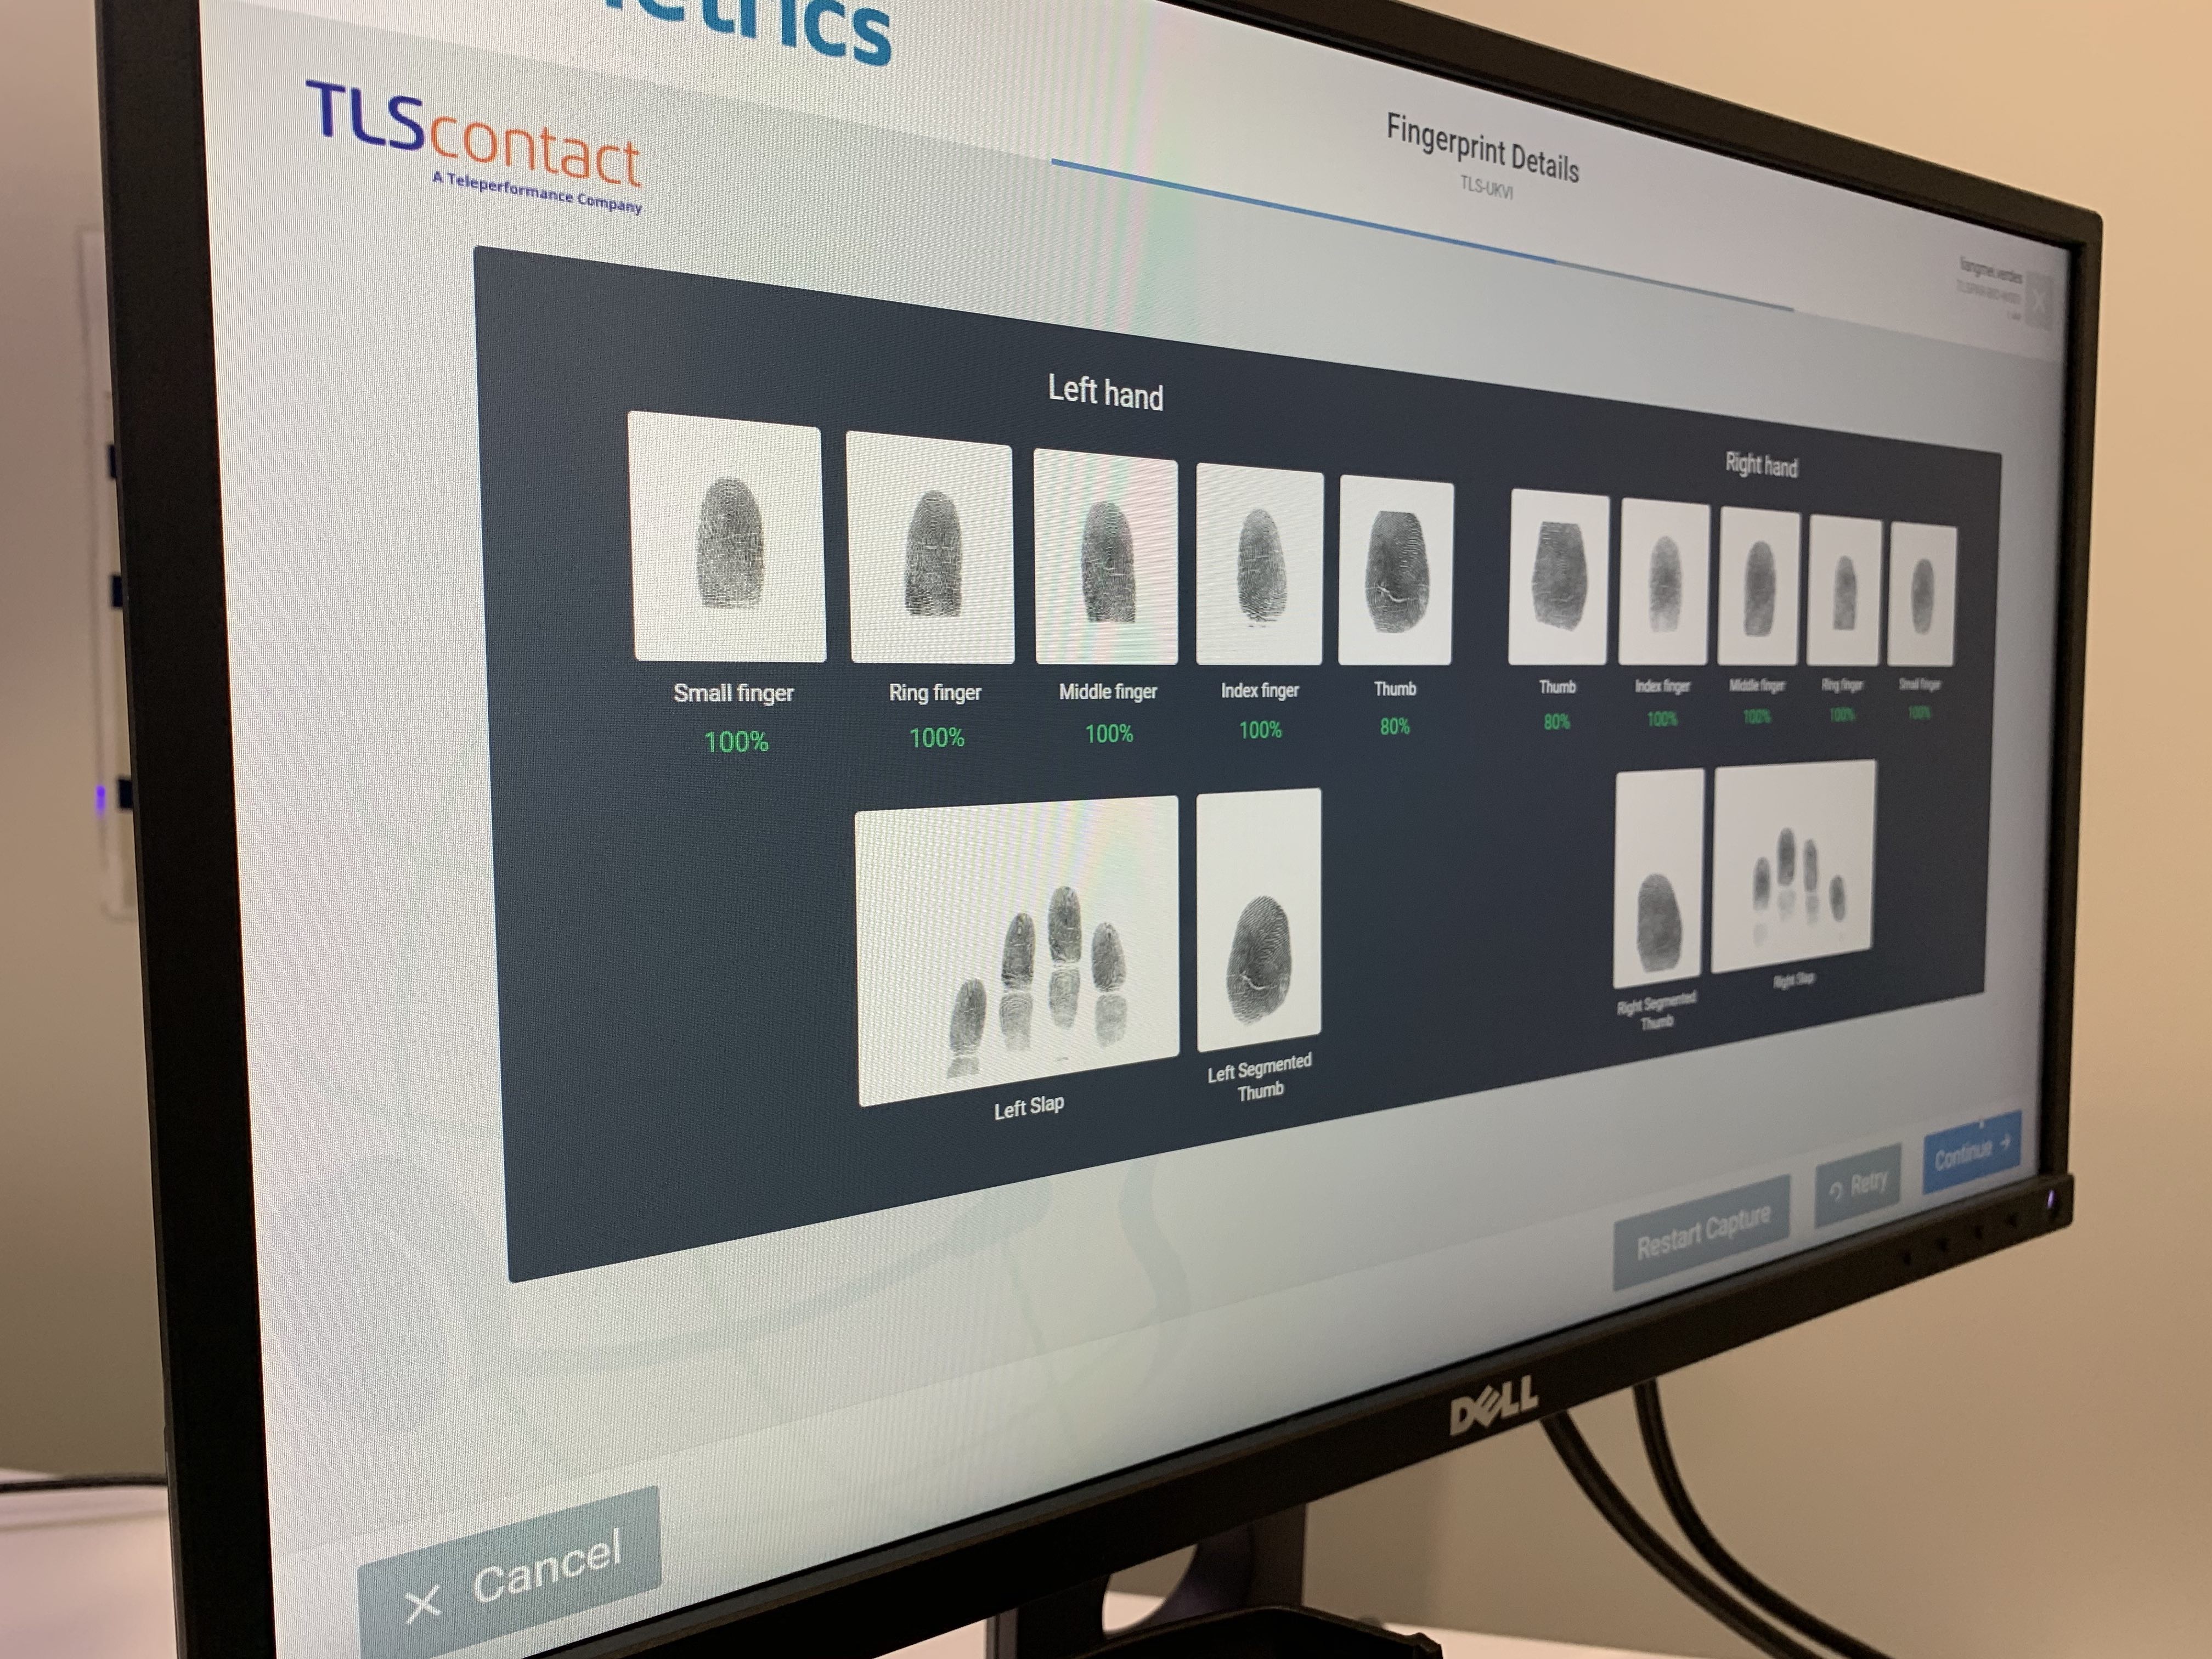 TLScontact
A Teleperformance Company
Fingerprint Details
TLS-UKVI
Left hand
Small finger
100%
Ring finger
100%
Middle finger
100%
Index finger
100%
Thumb
80%
Right hand
Thumb
80%
Index finger
100%
Middle finger
100%
Ring finger
100%
Small finger
100%
Left Slap
Left Segmented
Thumb
Right Segmented
Thumb
Right Slap
Cancel
Restart Capture
Retry
Continue
DELL